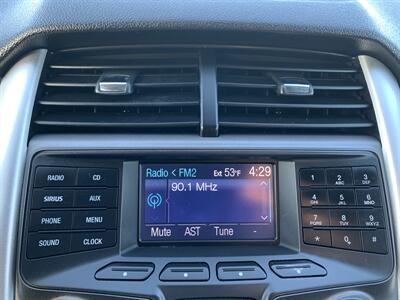 Radio < FM2 Ext 53°F 4:29
90.1 MHz
Mute AST Tune -
RADIO CD
SIRIUS AUX
PHONE MENU
SOUND CLOCK
1 2 ABC 3 DEF
4 GHI 5 JKL 6 MNO
7 PQRS 8 TUV 9 WXYZ
* 0 #